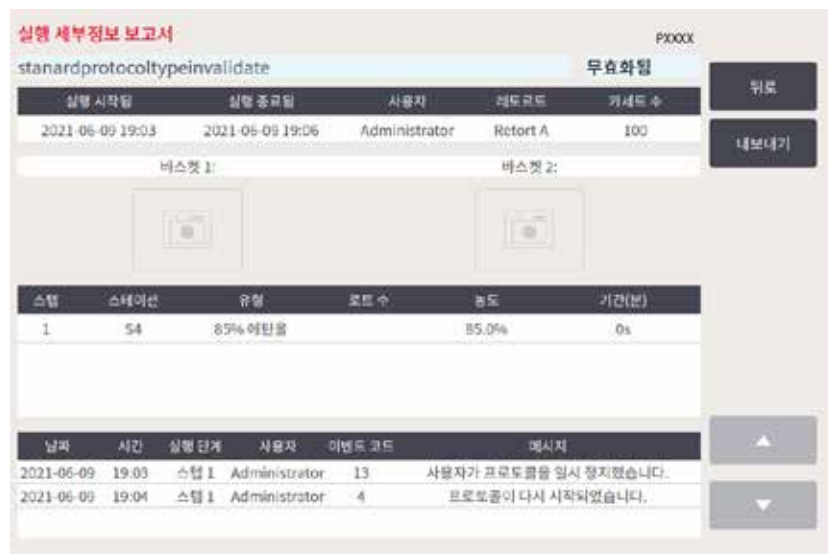 실행 세부정보 보고서 PXXXX
stanardprotocoltypeinvalidate 무효화됨
뒤로
실행 시작됨 실행 종료됨 사용자 레토르트 카세트 수
2021-06-09 19:03 2021-06-09 19:06 Administrator Retort A 100
내보내기
바스켓 1: 바스켓 2:
스텝 스테이션 유형 로트 수 농도 기간(분)
1 S4 85% 에탄올 85.0% 0s
날짜 시간 실행 단계 사용자 이벤트 코드 메시지
2021-06-09 19:03 스텝 1 Administrator 13 사용자가 프로토콜을 일시 정지했습니다.
2021-06-09 19:04 스텝 1 Administrator 4 프로토콜이 다시 시작되었습니다.